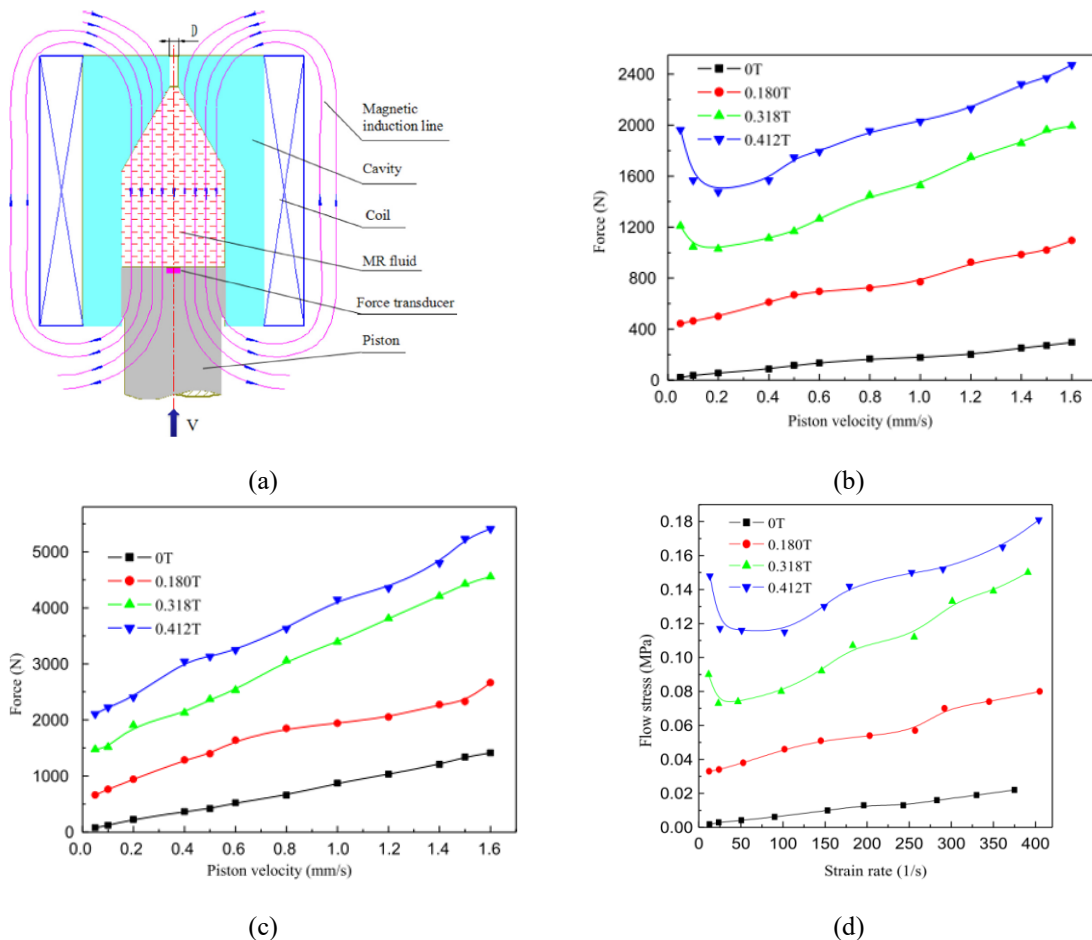 D
Magnetic
induction line
Cavity
Coil
MR fluid
Force transducer
Piston
V
(a)
0T
0.180T
0.318T
0.412T
2400
2000
1600
1200
800
400
0
Force (N)
0.0 0.2 0.4 0.6 0.8 1.0 1.2 1.4 1.6
Piston velocity (mm/s)
(b)
0T
0.180T
0.318T
0.412T
5000
4000
3000
2000
1000
0
Force (N)
0.0 0.2 0.4 0.6 0.8 1.0 1.2 1.4 1.6
Piston velocity (mm/s)
(c)
0T
0.180T
0.318T
0.412T
0.18
0.16
0.14
0.12
0.10
0.08
0.06
0.04
0.02
0.00
Flow stress (MPa)
0 50 100 150 200 250 300 350 400
Strain rate (1/s)
(d)